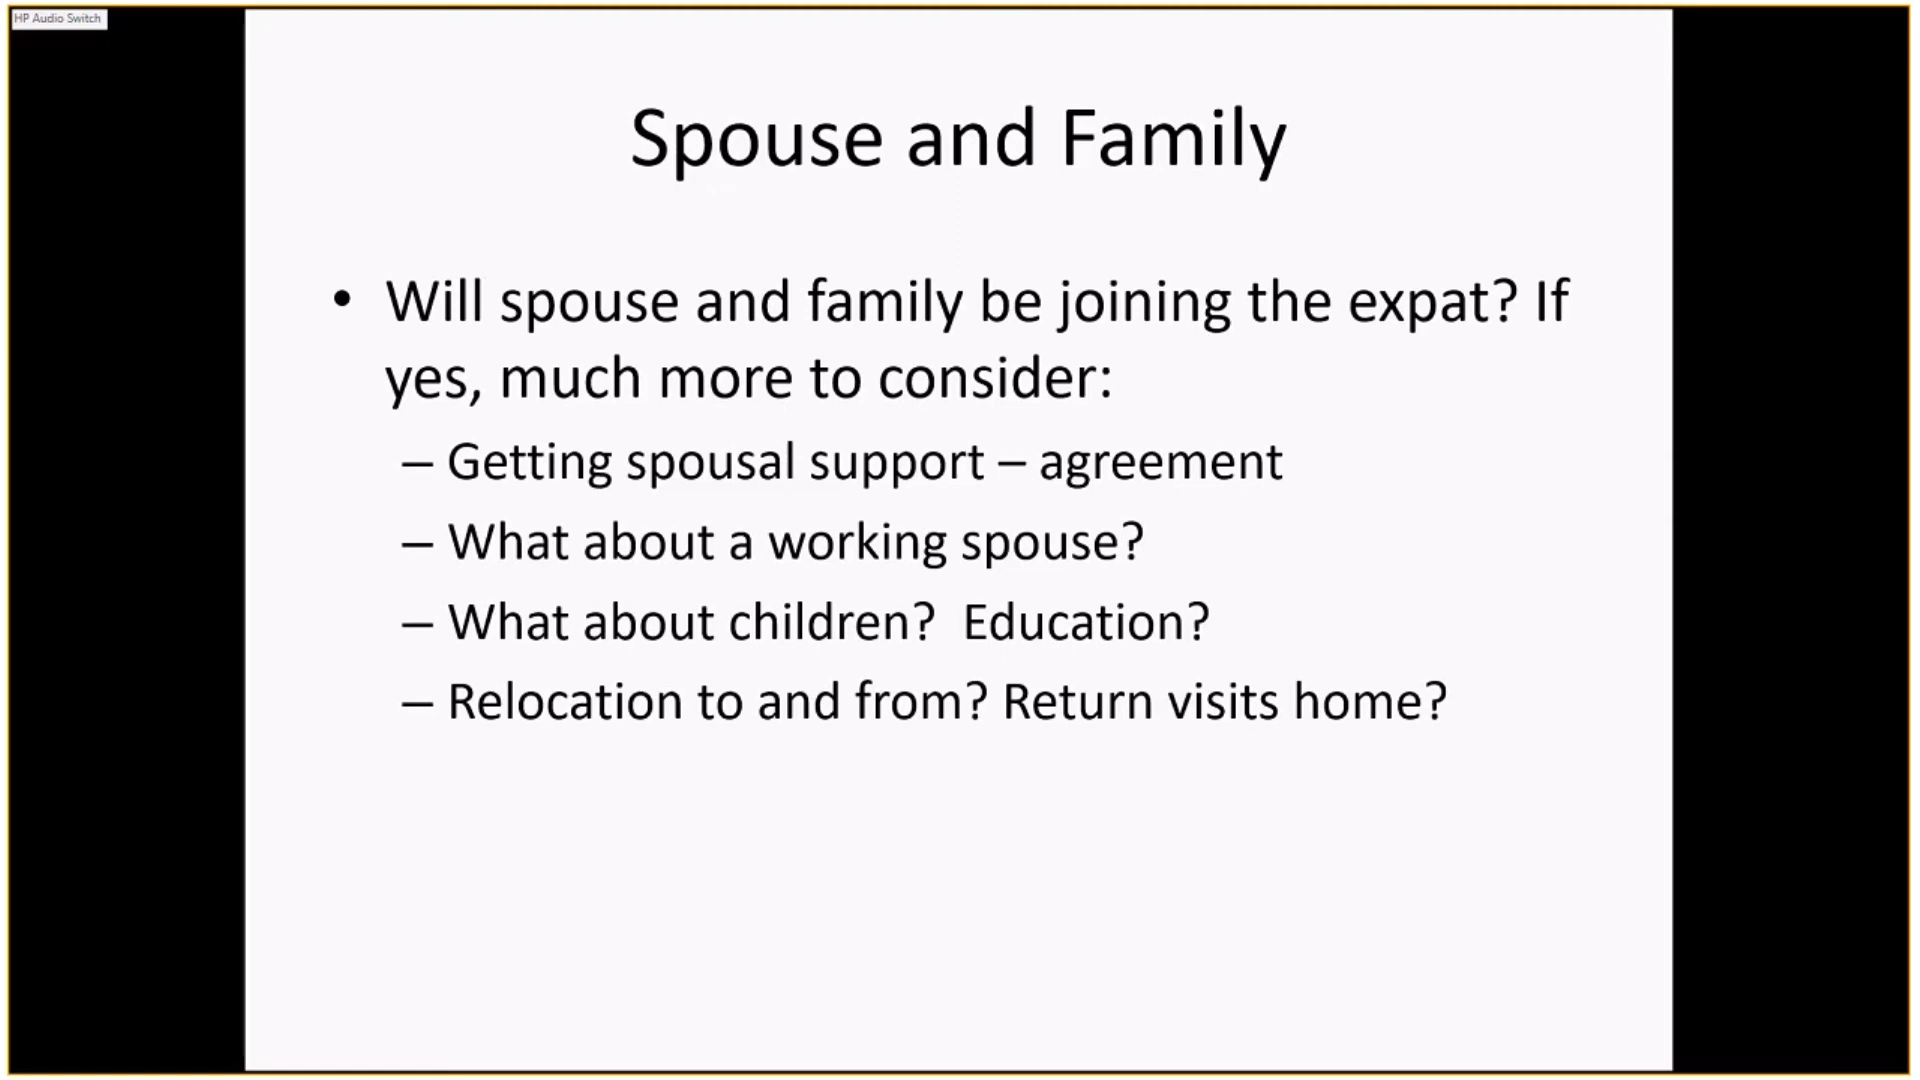 HP Audio Switch
Spouse and Family
• Will spouse and family be joining the expat? If
yes, much more to consider:
– Getting spousal support – agreement
– What about a working spouse?
– What about children?  Education?
– Relocation to and from? Return visits home?